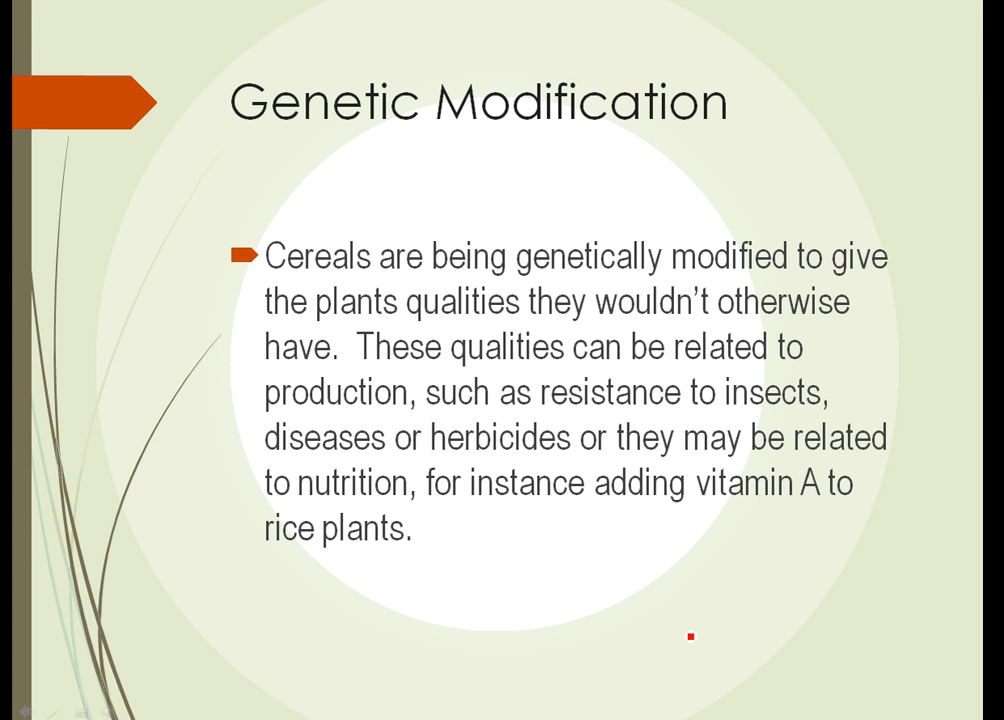 Genetic Modification
Cereals are being genetically modified to give
the plants qualities they wouldn’t otherwise
have.  These qualities can be related to
production, such as resistance to insects,
diseases or herbicides or they may be related
to nutrition, for instance adding vitamin A to
rice plants.